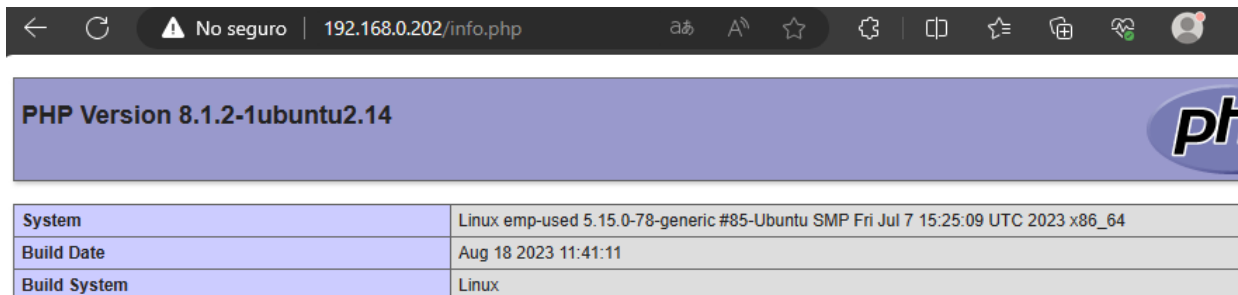 No seguro | 192.168.0.202/info.php
PHP Version 8.1.2-1ubuntu2.14
System Linux emp-used 5.15.0-78-generic #85-Ubuntu SMP Fri Jul 7 15:25:09 UTC 2023 x86_64
Build Date Aug 18 2023 11:41:11
Build System Linux